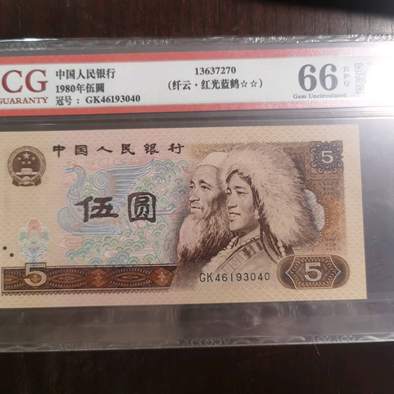 CG
GUARANTY
中国人民银行
1980年伍圆
冠号: GK46193040
13637270
(纤云·红光蓝鹤☆☆)
66
Gem Uncirculated
中国人民银行
5
伍圆
GK46193040
5
5